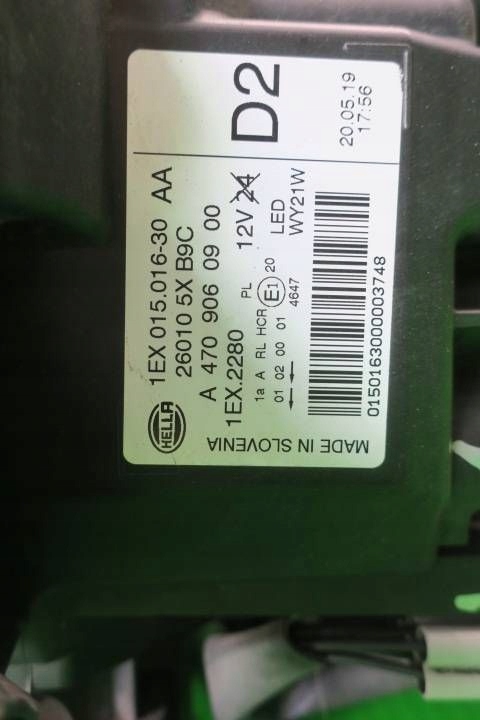 HELLA
1EX 015.016-30 AA
26010 5X B9C
A 470 906 09 00
1EX.2280
12V 24
PL
LED
WY21W
1a A RL HCR
E1 20
01 02 00 01 4647
← ←
01501630000003748
MADE IN SLOVENIA
D2
20.05.19
17:56